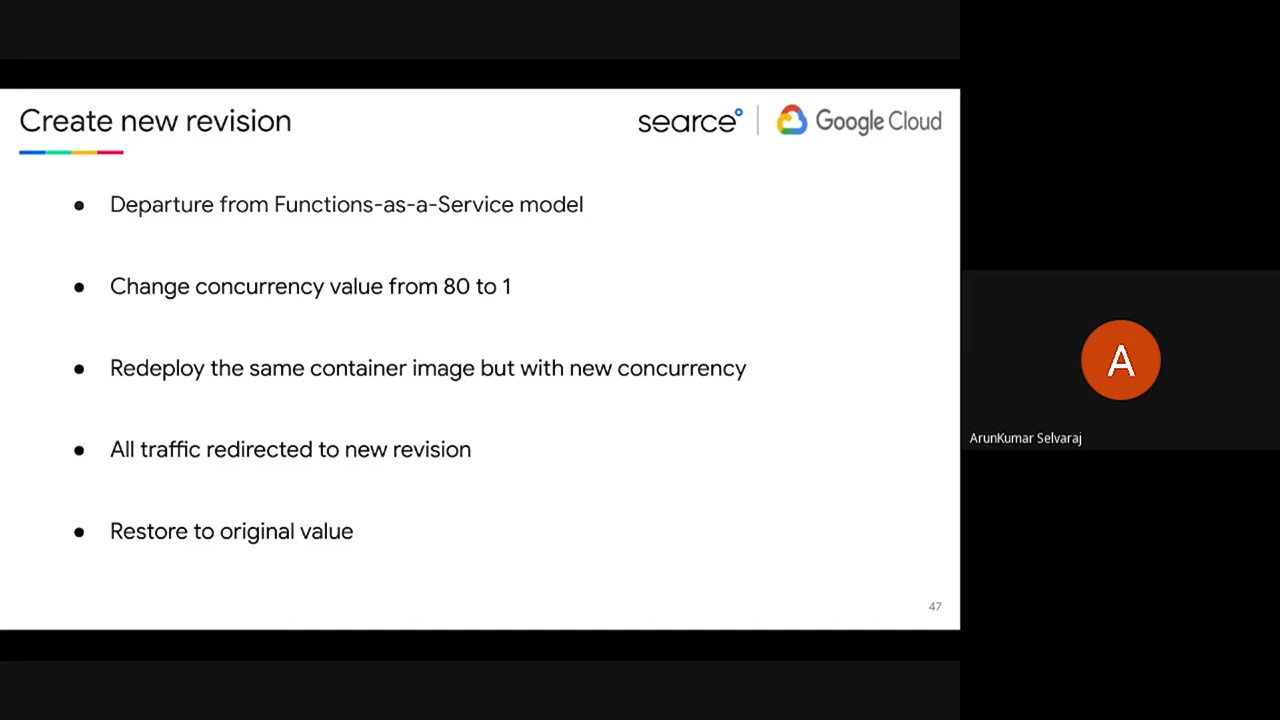 Create new revision
searce
Google Cloud
● Departure from Functions-as-a-Service model
● Change concurrency value from 80 to 1
● Redeploy the same container image but with new concurrency
● All traffic redirected to new revision
● Restore to original value
47
A
ArunKumar Selvaraj